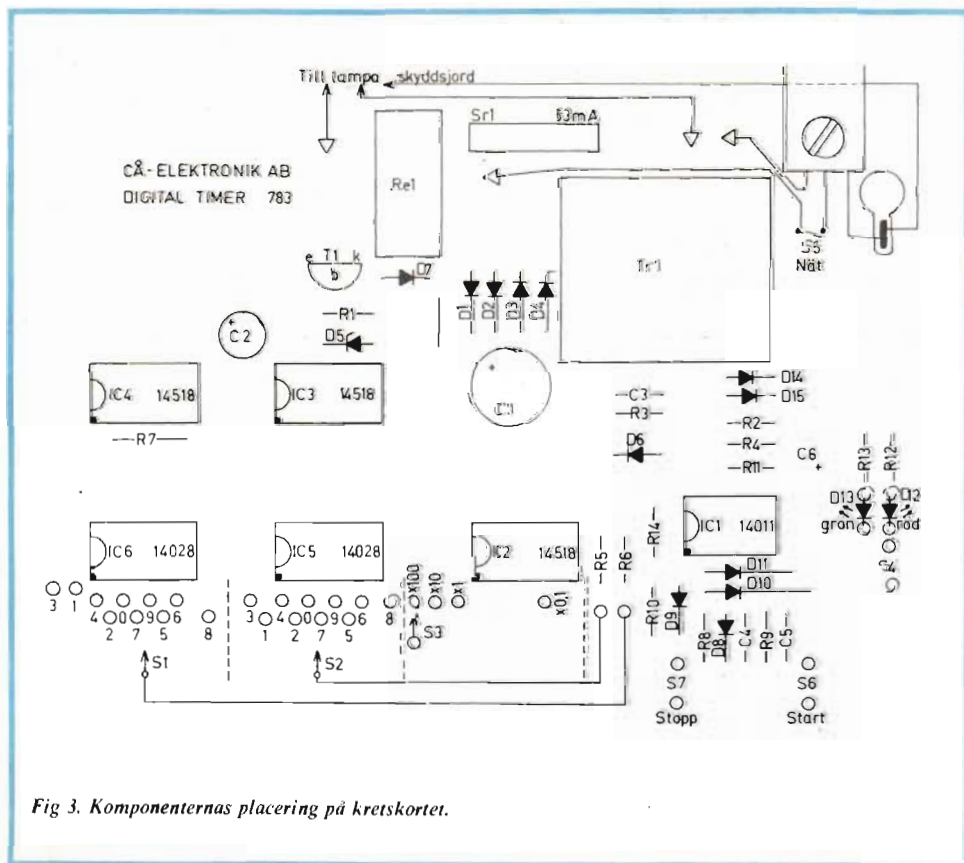 Till lampa skyddsjord
Sr1 63mA
CÅ-ELEKTRONIK AB
DIGITAL TIMER 783
Re1
Tr1
S5
Nät
e T1 k
b
D7
D1 D2 D3 D4
R1
D5
+
C2
IC4 14518
IC3 14518
+
C1
D14
D15
C3
R3
R2
R4
R11
D6
C6
+
R7
R13 R12
D13 D12
grön röd
IC6 14028
IC5 14028
IC2 14518
R5 R6
R14
IC1 14011
D11
D10
3 1 4 2 0 7 9 5 6 8
3 1 4 2 0 7 9 5 6 8
x100 x10 x1 x0,1
S3
R10 D9 R8 D8 C4 R9 C5
S1
S2
S7
S6
Stopp
Start
Fig 3. Komponenternas placering på kretskortet.